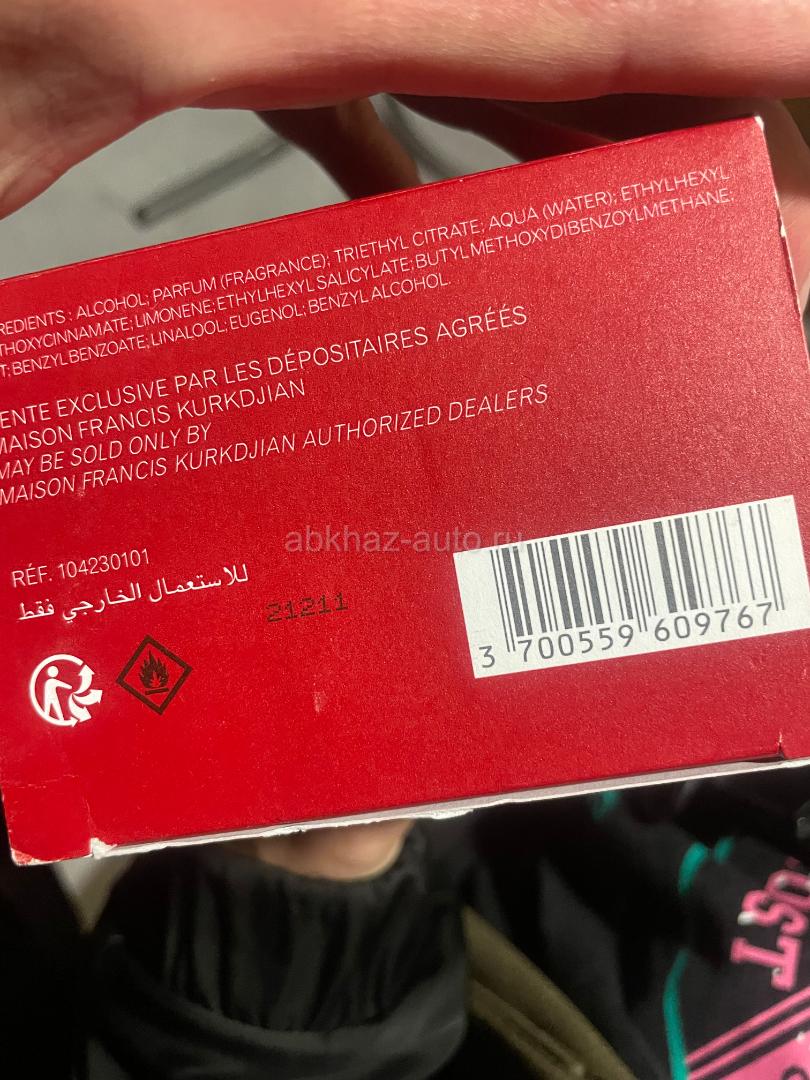 REDIENTS : ALCOHOL; PARFUM (FRAGRANCE); TRIETHYL CITRATE; AQUA (WATER); ETHYLHEXYL
THOXYCINNAMATE; LIMONENE; ETHYLHEXYL SALICYLATE; BUTYL METHOXYDIBENZOYLMETHANE;
T; BENZYL BENZOATE; LINALOOL; EUGENOL; BENZYL ALCOHOL.
ENTE EXCLUSIVE PAR LES DÉPOSITAIRES AGRÉÉS
MAISON FRANCIS KURKDJIAN
MAY BE SOLD ONLY BY
MAISON FRANCIS KURKDJIAN AUTHORIZED DEALERS
abkhaz-auto.ru
RÉF. 104230101
للاستعمال الخارجي فقط
21211
3 700559 609767
UST